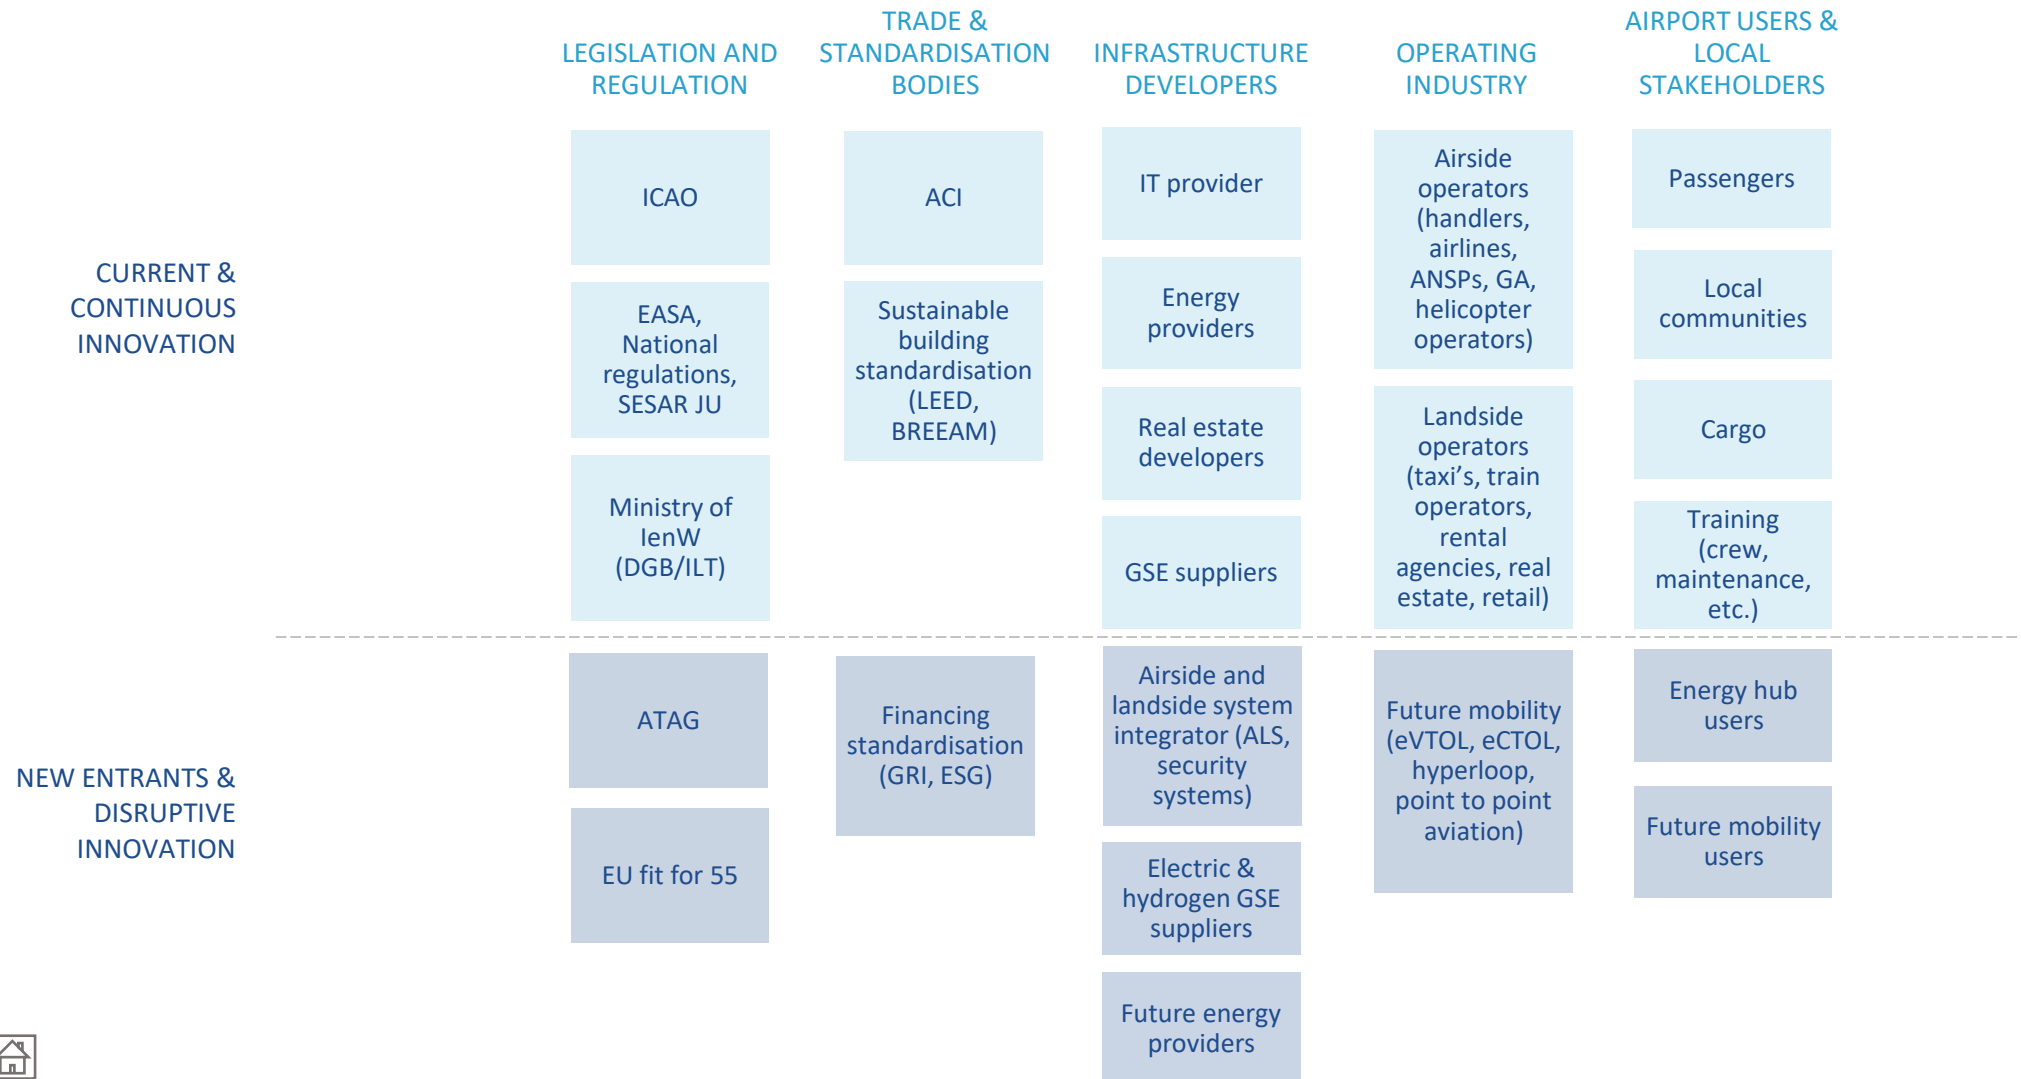 LEGISLATION AND
REGULATION
TRADE &
STANDARDISATION
BODIES
INFRASTRUCTURE
DEVELOPERS
OPERATING
INDUSTRY
AIRPORT USERS &
LOCAL
STAKEHOLDERS
CURRENT &
CONTINUOUS
INNOVATION
ICAO
EASA,
National
regulations,
SESAR JU
Ministry of
IenW
(DGB/ILT)
ACI
Sustainable
building
standardisation
(LEED,
BREEAM)
IT provider
Energy
providers
Real estate
developers
GSE suppliers
Airside
operators
(handlers,
airlines,
ANSPs, GA,
helicopter
operators)
Landside
operators
(taxi’s, train
operators,
rental
agencies, real
estate, retail)
Passengers
Local
communities
Cargo
Training
(crew,
maintenance,
etc.)
NEW ENTRANTS &
DISRUPTIVE
INNOVATION
ATAG
EU fit for 55
Financing
standardisation
(GRI, ESG)
Airside and
landside system
integrator (ALS,
security
systems)
Electric &
hydrogen GSE
suppliers
Future energy
providers
Future mobility
(eVTOL, eCTOL,
hyperloop,
point to point
aviation)
Energy hub
users
Future mobility
users